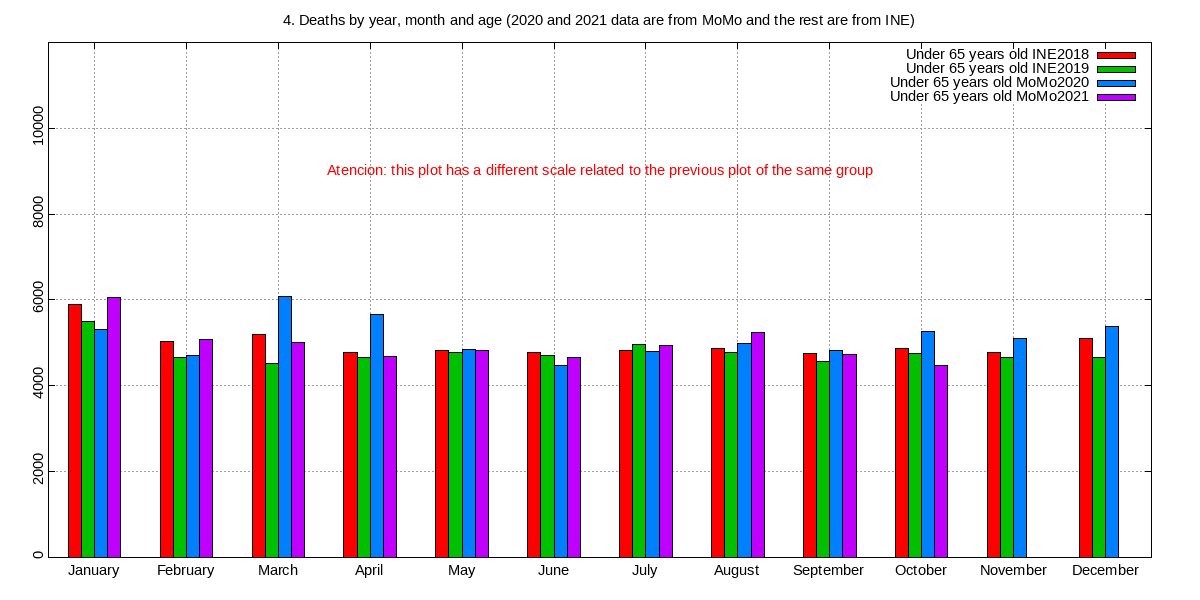 4. Deaths by year, month and age (2020 and 2021 data are from MoMo and the rest are from INE)
Under 65 years old INE2018
Under 65 years old INE2019
Under 65 years old MoMo2020
Under 65 years old MoMo2021
10000
Atencion: this plot has a different scale related to the previous plot of the same group
8000
6000
4000
2000
0
January February March April May June July August September October November December